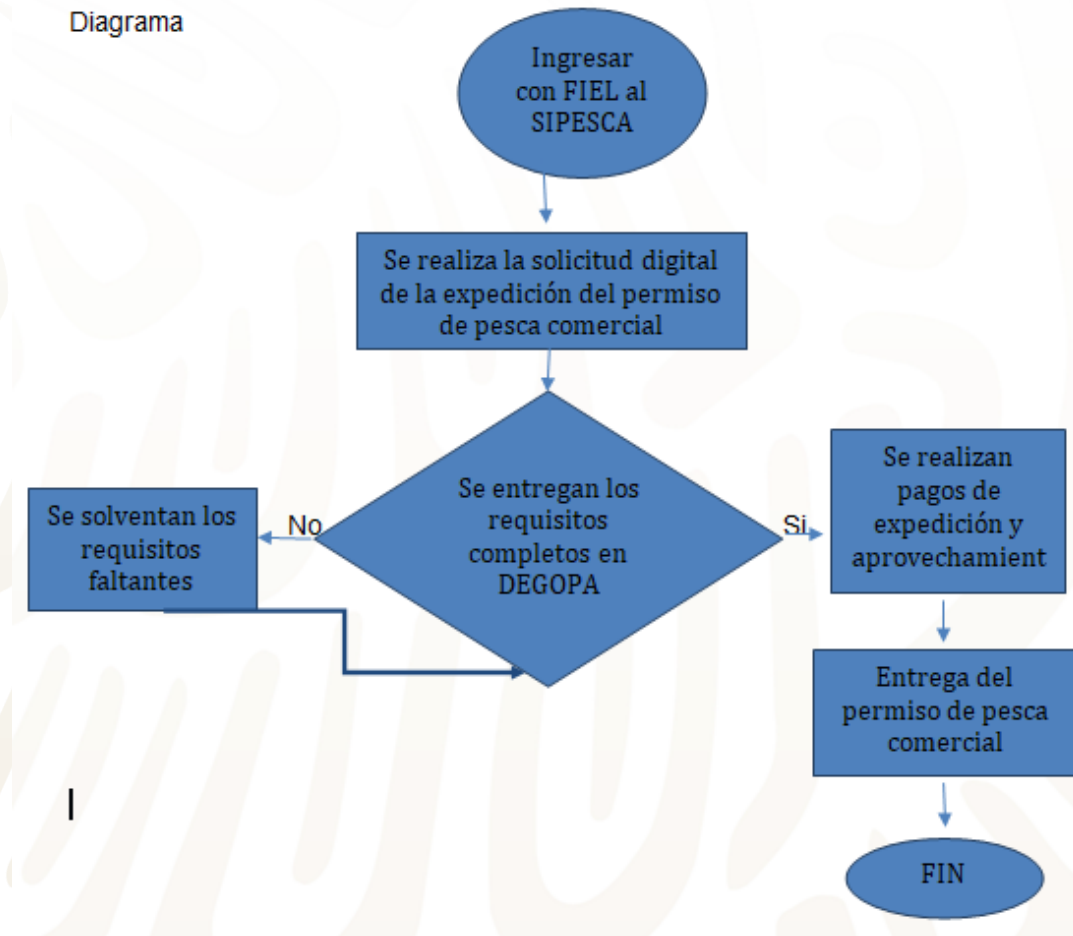 Diagrama
Ingresar
con FIEL al
SIPESCA
Se realiza la solicitud digital
de la expedición del permiso
de pesca comercial
Se entregan los
requisitos
completos en
DEGOPA
No
Se solventan los
requisitos
faltantes
Si
Se realizan
pagos de
expedición y
aprovechamient
Entrega del
permiso de pesca
comercial
FIN